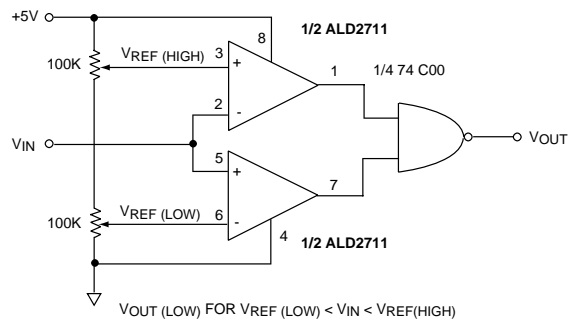 +5V
1/2 ALD2711
8
100K
VREF (HIGH)
3
+
1
1/4 74 C00
2
-
VIN
VOUT
5
+
7
100K
VREF (LOW)
6
-
4
1/2 ALD2711
VOUT (LOW) FOR VREF (LOW) < VIN < VREF(HIGH)